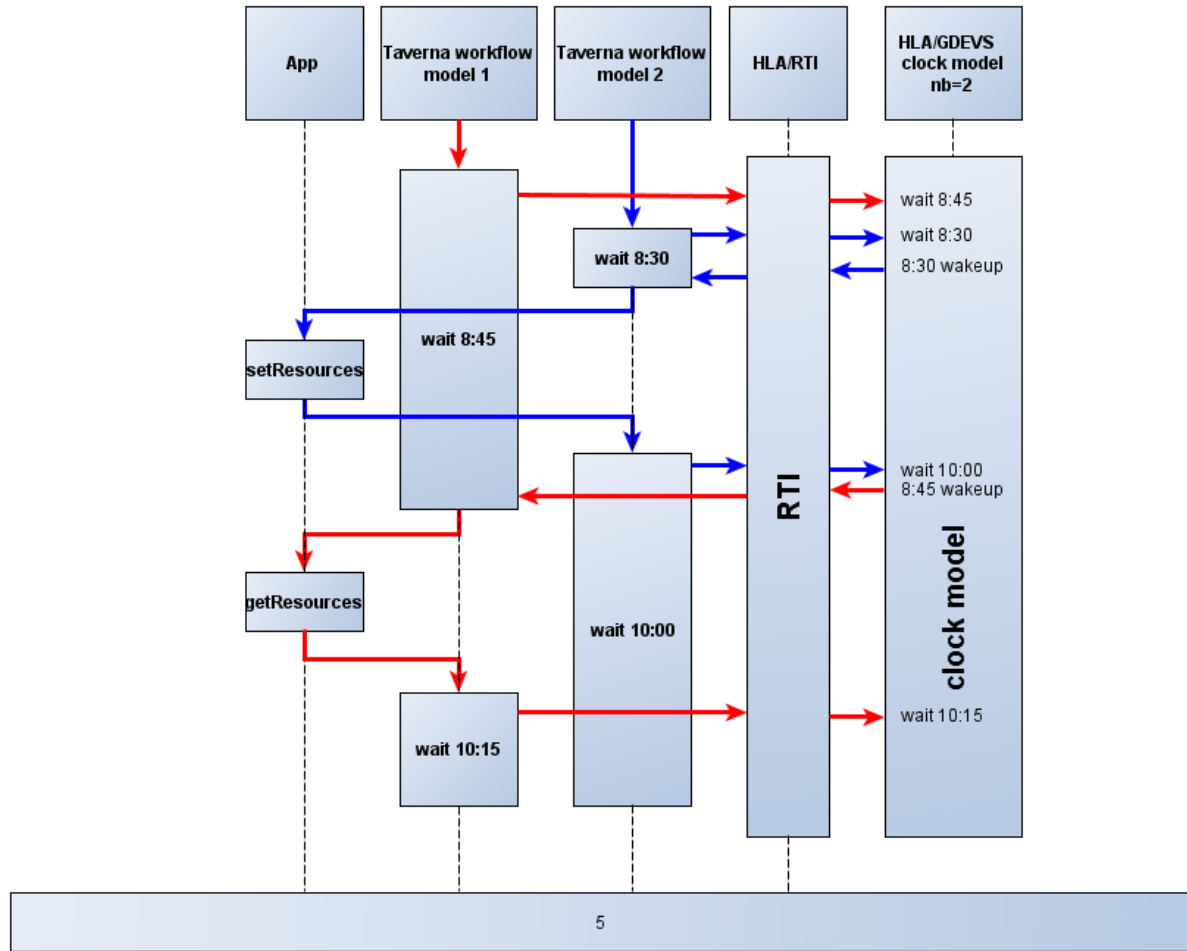 App
Taverna workflow
model 1
Taverna workflow
model 2
HLA/RTI
HLA/GDEVS
clock model
nb=2
wait 8:45
wait 8:30
8:30 wakeup
wait 8:30
wait 8:45
setResources
wait 10:00
8:45 wakeup
RTI
clock model
getResources
wait 10:00
wait 10:15
wait 10:15
5